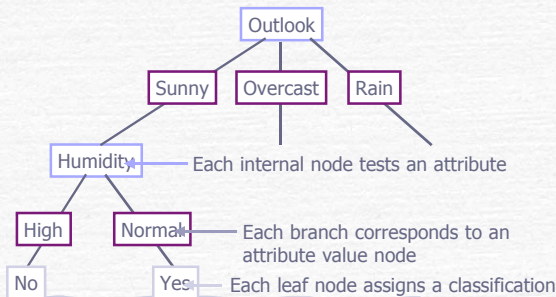 Outlook
Sunny Overcast Rain
Humidity Each internal node tests an attribute
High Normal Each branch corresponds to an
attribute value node
No Yes Each leaf node assigns a classification